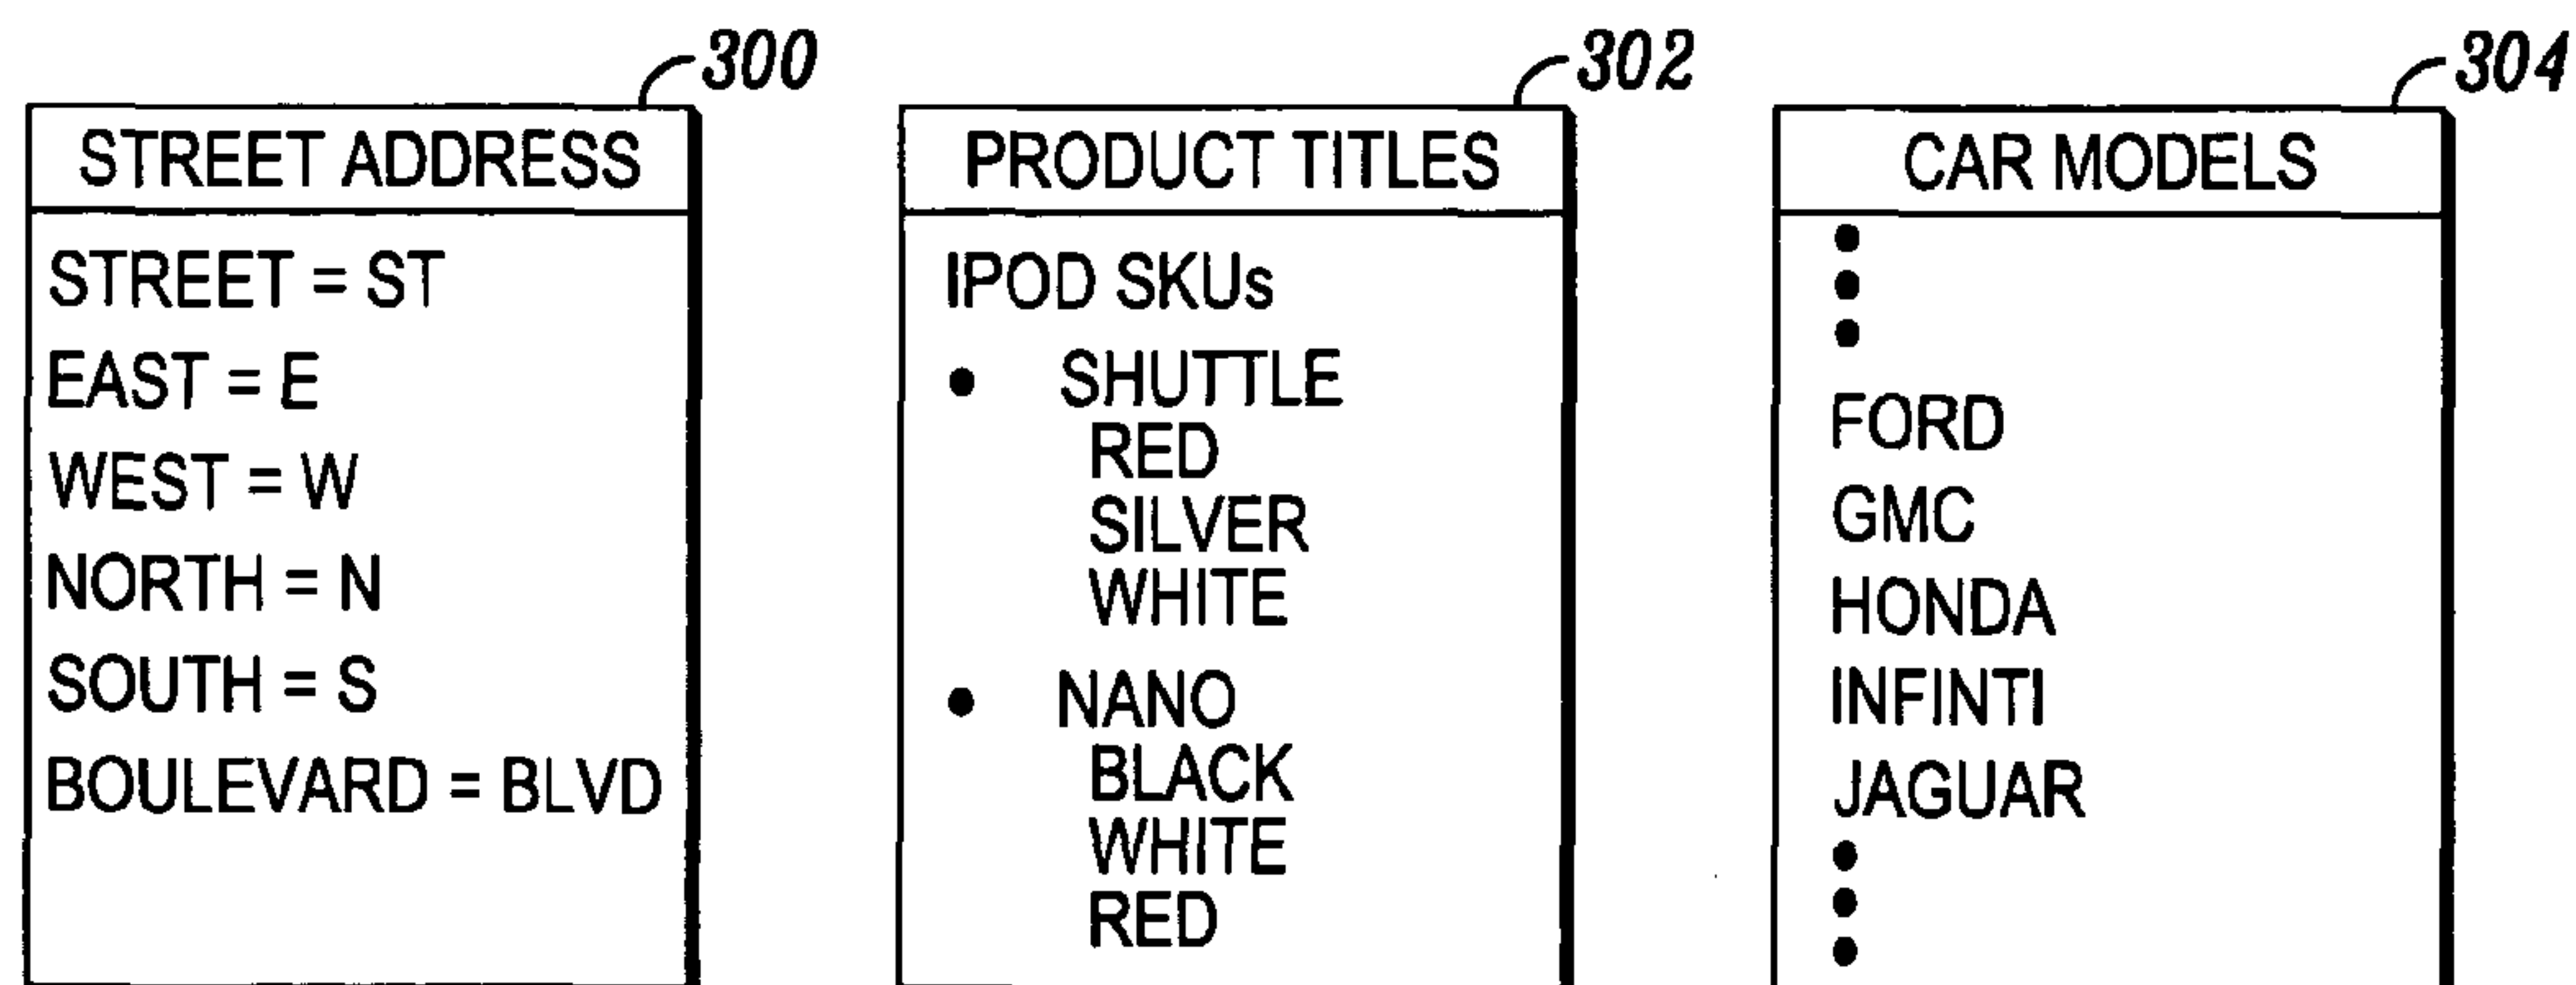 300
STREET ADDRESS
STREET = ST
EAST = E
WEST = W
NORTH = N
SOUTH = S
BOULEVARD = BLVD
302
PRODUCT TITLES
IPOD SKUs
• SHUTTLE
RED
SILVER
WHITE
• NANO
BLACK
WHITE
RED
304
CAR MODELS
FORD
GMC
HONDA
INFINTI
JAGUAR